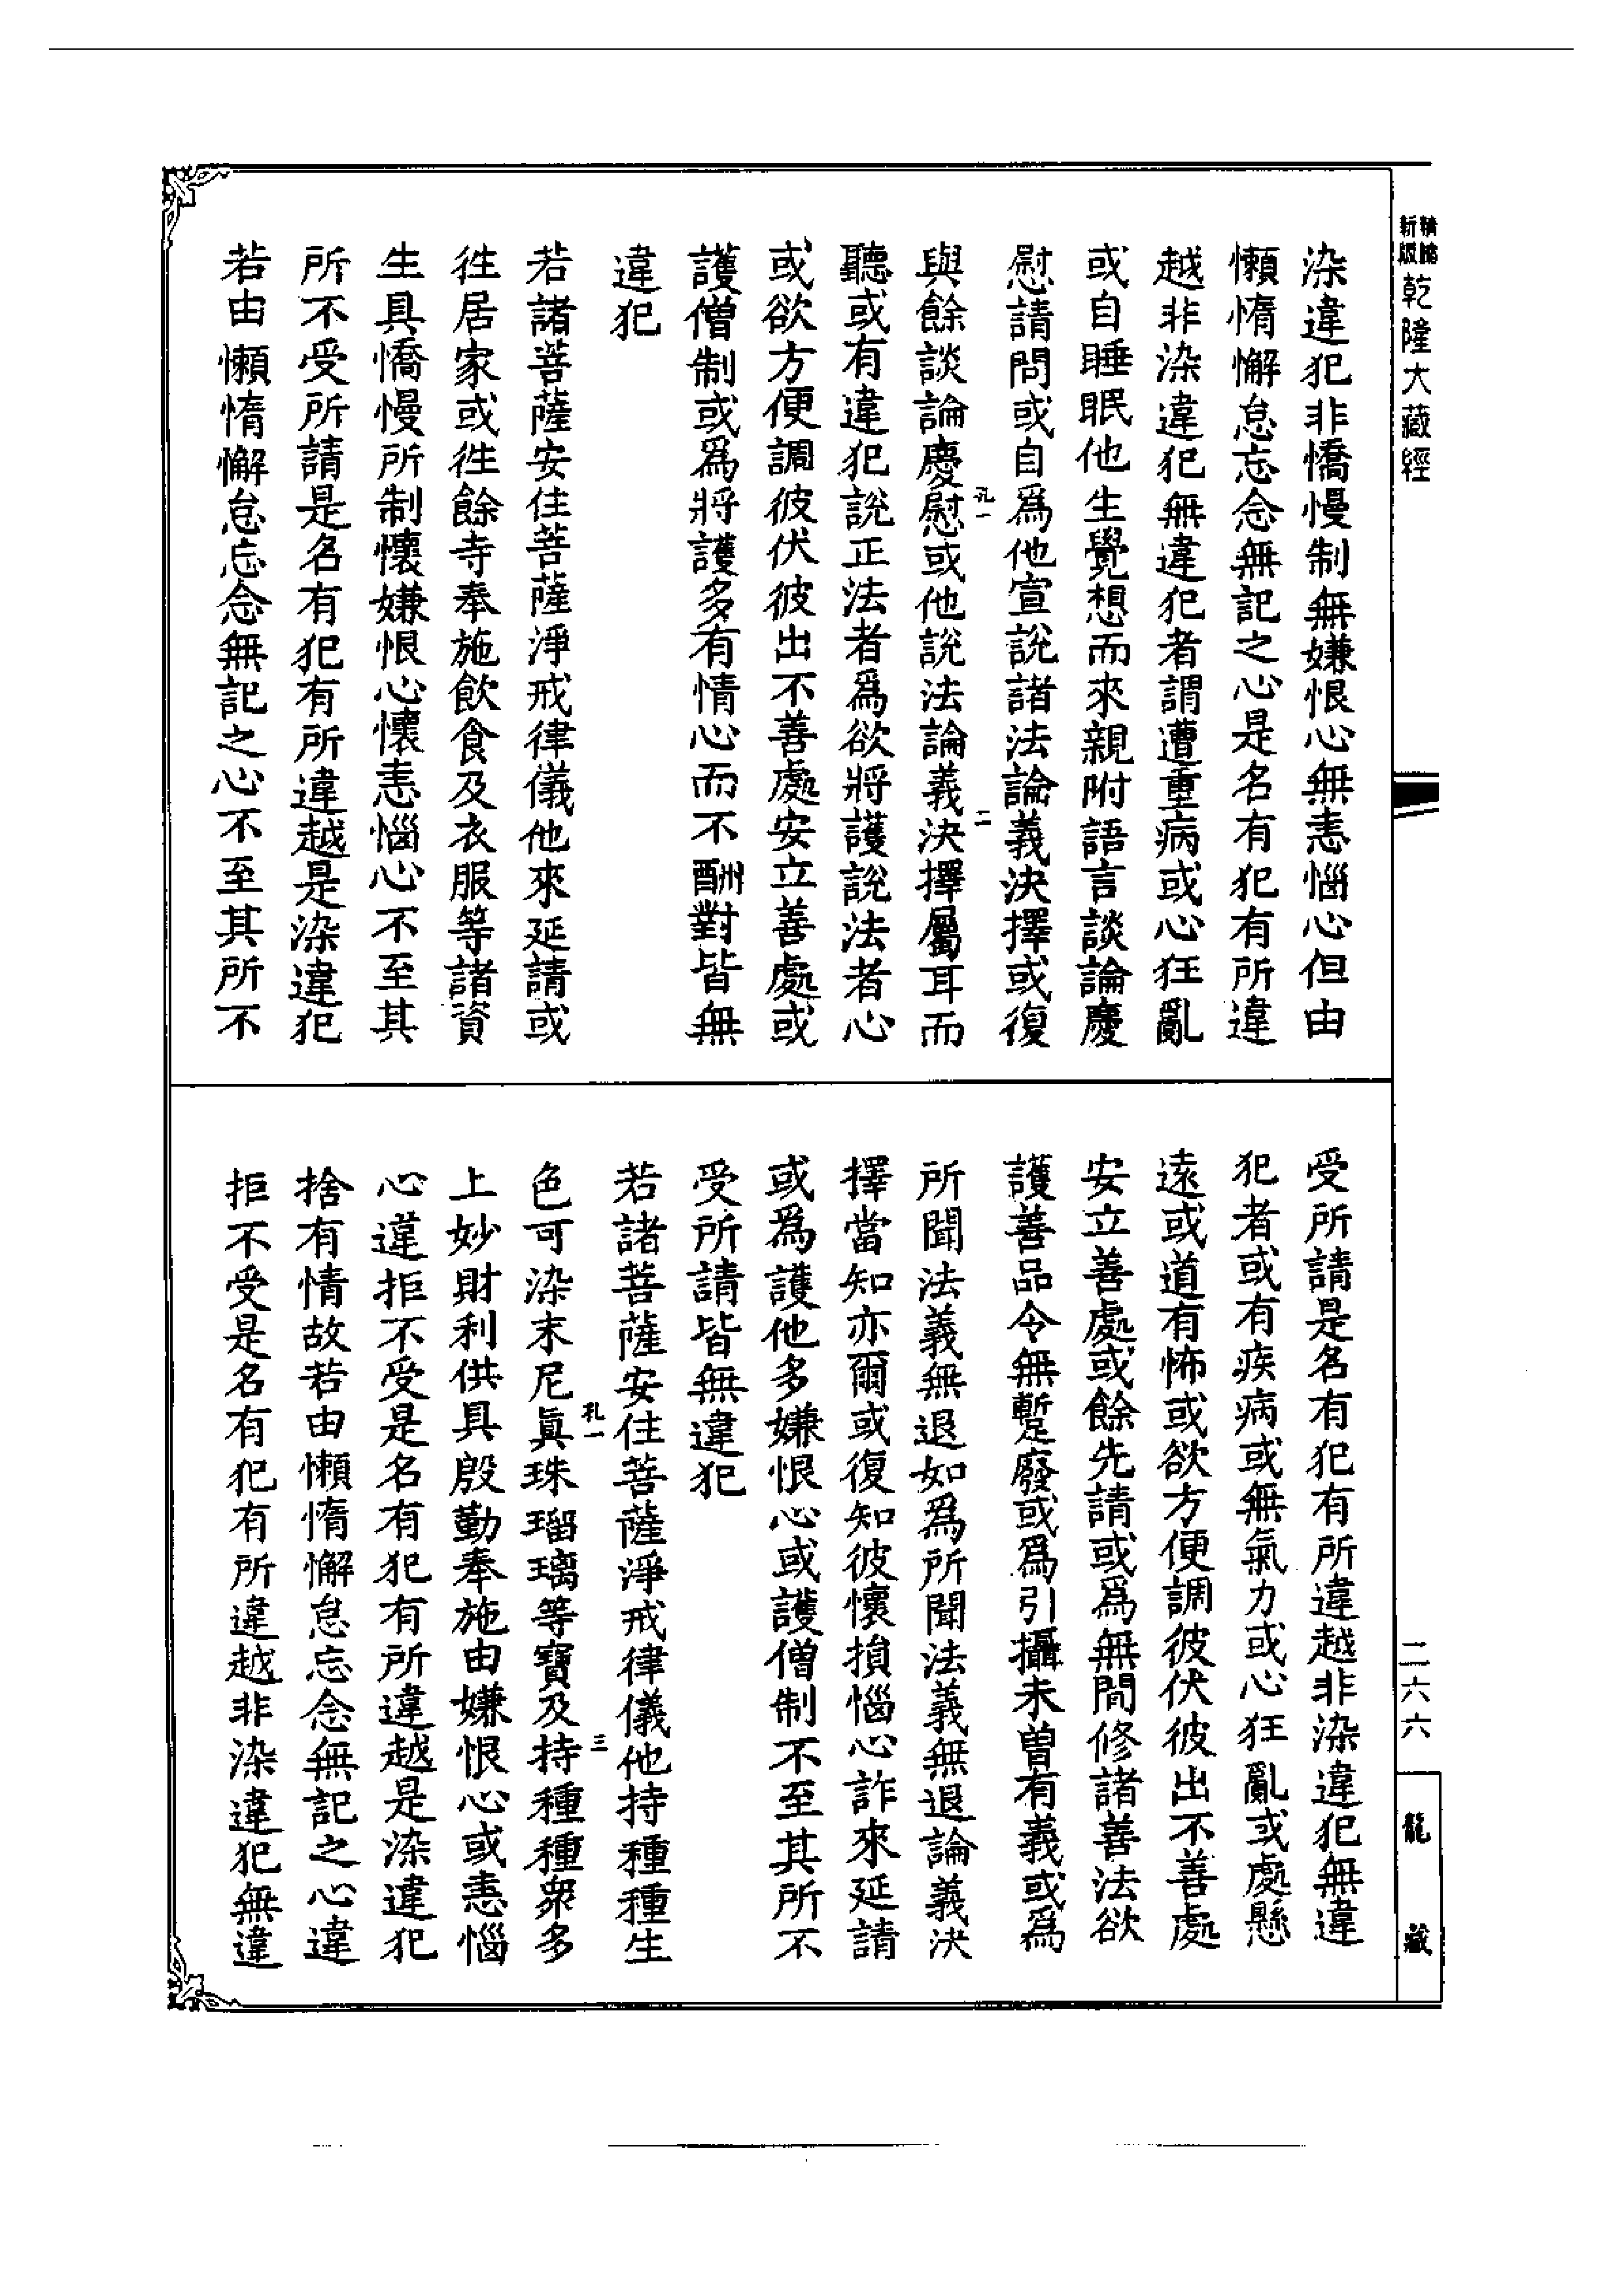 新版精縮乾隆大藏經
染違犯非憍慢制無嫌恨心無恚惱心但由
懶惰懈怠忘念無記之心是名有犯有所違
越非染違犯無違犯者謂遭重病或心狂亂
或自睡眠他生覺想而來親附語言談論慶
慰請問或自爲他宣說諸法論義決擇或復
與餘談論慶慰或他說法論義決擇屬耳而
孔一
二
聽或有違犯說正法者爲欲將護說法者心
或欲方便調彼伏彼出不善處安立善處或
護僧制或爲將護多有情心而不酬對皆無
違犯
若諸菩薩安住菩薩淨戒律儀他來延請或
徃居家或徃餘寺奉施飲食及衣服等諸資
生具憍慢所制懷嫌恨心懷恚惱心不至其
所不受所請是名有犯有所違越是染違犯
若由懶惰懈怠忘念無記之心不至其所不
受所請是名有犯有所違越非染違犯無違
犯者或有疾病或無氣力或心狂亂或處懸
遠或道有怖或欲方便調彼伏彼出不善處
安立善處或餘先請或爲無間修諸善法欲
護善品令無蹔廢或爲引攝未曾有義或爲
所聞法義無退如爲所聞法義無退論義決
擇當知亦爾或復知彼懷損惱心詐來延請
或爲護他多嫌恨心或護僧制不至其所不
受所請皆無違犯
若諸菩薩安住菩薩淨戒律儀他持種種生
色可染末尼眞珠瑠璃等寶及持種種衆多
孔一
三
上妙財利供具殷勤奉施由嫌恨心或恚惱
心違拒不受是名有犯有所違越是染違犯
捨有情故若由懶惰懈怠忘念無記之心違
拒不受是名有犯有所違越非染違犯無違
二六六
龍藏